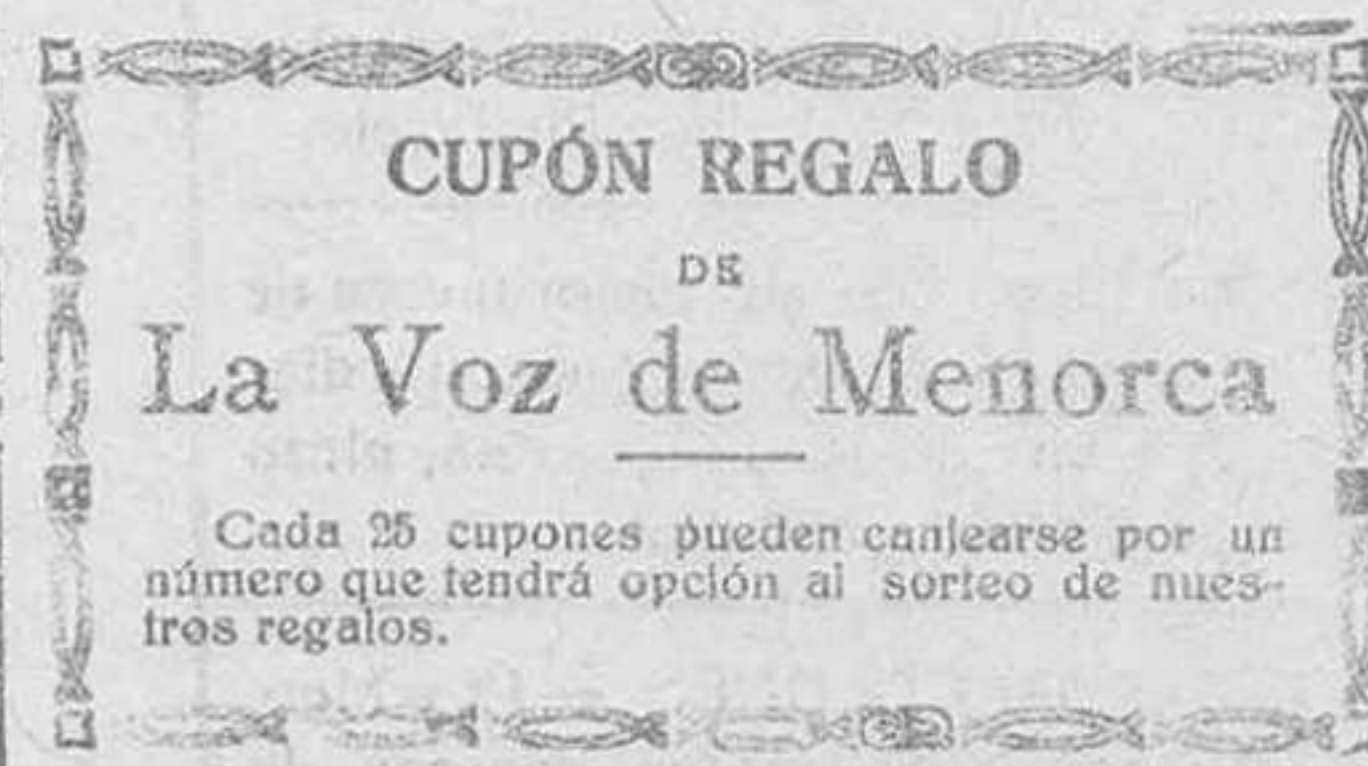 CUPÓN REGALO
DE
La Voz de Menorca
Cada 25 cupones pueden canjearse por un
número que tendrá opción al sorteo de nues-
tros regalos.